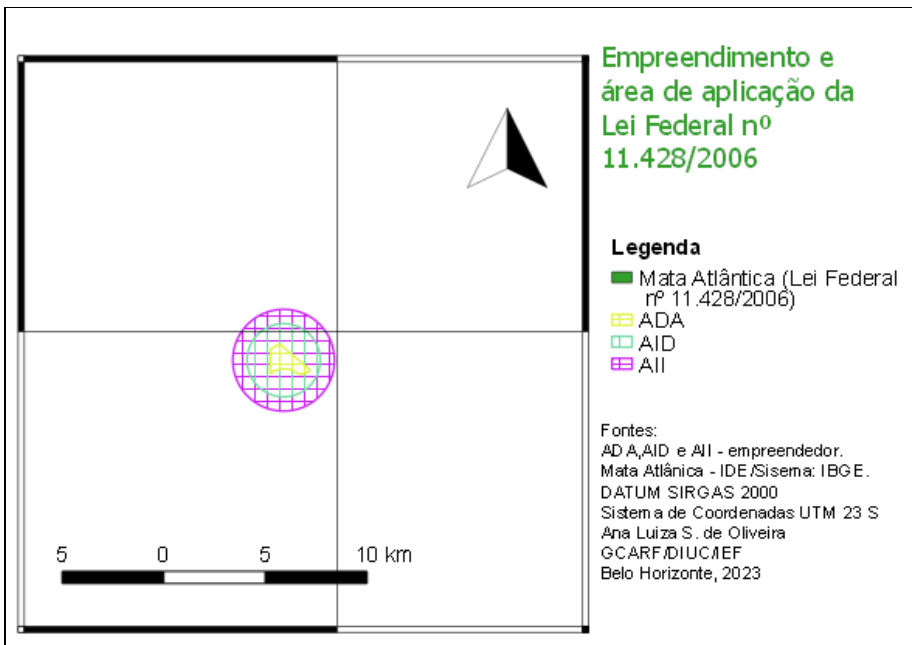 Empreendimento e
área de aplicação da
Lei Federal nº
11.428/2006
Legenda
Mata Atlântica (Lei Federal
nº 11.428/2006)
ADA
AID
AII
Fontes:
ADA,AID e AII - empreendedor.
Mata Atlânica - IDE/Sisema: IBGE.
DATUM SIRGAS 2000
Sistema de Coordenadas UTM 23 S
Ana Luiza S. de Oliveira
GCARF/DIUC/IEF
Belo Horizonte, 2023
5 0 5 10 km